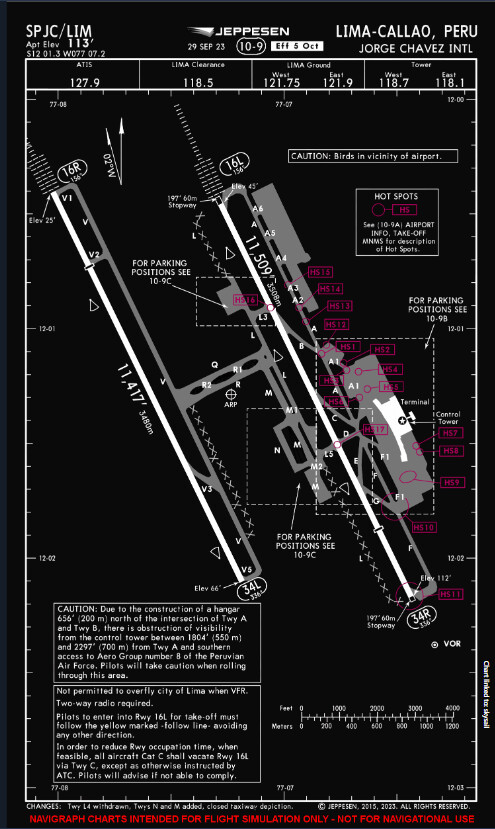 SPJC/LIM
Apt Elev 113'
S12 01.3 W077 07.2
JEPPESEN
29 SEP 23 10-9 Eff 5 Oct
LIMA-CALLAO, PERU
JORGE CHAVEZ INTL
ATIS
127.9
LIMA Clearance
118.5
LIMA Ground
West East
121.75 121.9
Tower
West East
118.7 118.1
77-08
77-07
12-00
02°W
16R
156°
16L
156°
CAUTION: Birds in vicinity of airport.
197' 60m
Stopway
Elev 45'
Elev 25'
HOT SPOTS
HS
See (10-9A) AIRPORT
INFO, TAKE-OFF
MNMS for description
of Hot Spots.
V1
V
V2
L
A6
A
A5
A4
11,509'
3508m
FOR PARKING
POSITIONS SEE
10-9C
HS15
HS14
HS13
HS12
A3
A2
A
HS16
L3
L
B
FOR PARKING
POSITIONS SEE
10-9B
12-01
12-01
HS1
HS2
A1
HS4
HS5
A1
A
Terminal
Control
Tower
11,417'
3480m
V
Q
R1
R2
R
ARP
L
M
M1
M
N
M2
M
C
D
HS17
L5
E
F
F1
HS7
HS8
HS9
G
F1
HS10
V3
FOR PARKING
POSITIONS SEE
10-9C
V
L
F
12-02
12-02
Elev 66'
V5
34L
336°
Elev 112'
HS11
197' 60m
Stopway
34R
336°
VOR
CAUTION: Due to the construction of a hangar
656' (200 m) north of the intersection of Twy A
and Twy B, there is obstruction of visibility
from the control tower between 1804' (550 m)
and 2297' (700 m) from Twy A and southern
access to Aero Group number 8 of the Peruvian
Air Force. Pilots will take caution when rolling
through this area.
Not permitted to overfly city of Lima when VFR.
Two-way radio required.
Pilots to enter into Rwy 16L for take-off must
follow the yellow marked -follow line- avoiding
any other direction.
In order to reduce Rwy occupation time, when
feasible, all aircraft Cat C shall vacate Rwy 16L
via Twy C, except as otherwise instructed by
ATC. Pilots will advise if not able to comply.
Feet 0 1000 2000 3000 4000
Meters 0 200 400 600 800 1000 1200
77-08
77-07
12-03
CHANGES: Twy L4 withdrawn, Twys N and M added, closed taxiway depiction.
© JEPPESEN, 2015, 2023. ALL RIGHTS RESERVED.
NAVIGRAPH CHARTS INTENDED FOR FLIGHT SIMULATION ONLY - NOT FOR NAVIGATIONAL USE
Chart linked to: skysail